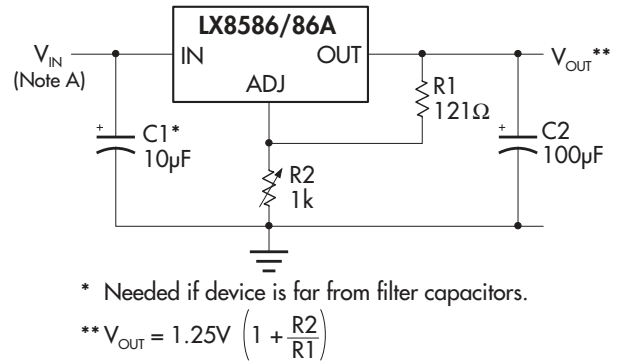 LX8586/86A
V_IN
(Note A)
IN
OUT
ADJ
V_OUT**
R1
121Ω
+
C1*
10µF
R2
1k
+
C2
100µF
* Needed if device is far from filter capacitors.
** V_OUT = 1.25V (1 + R2/R1)